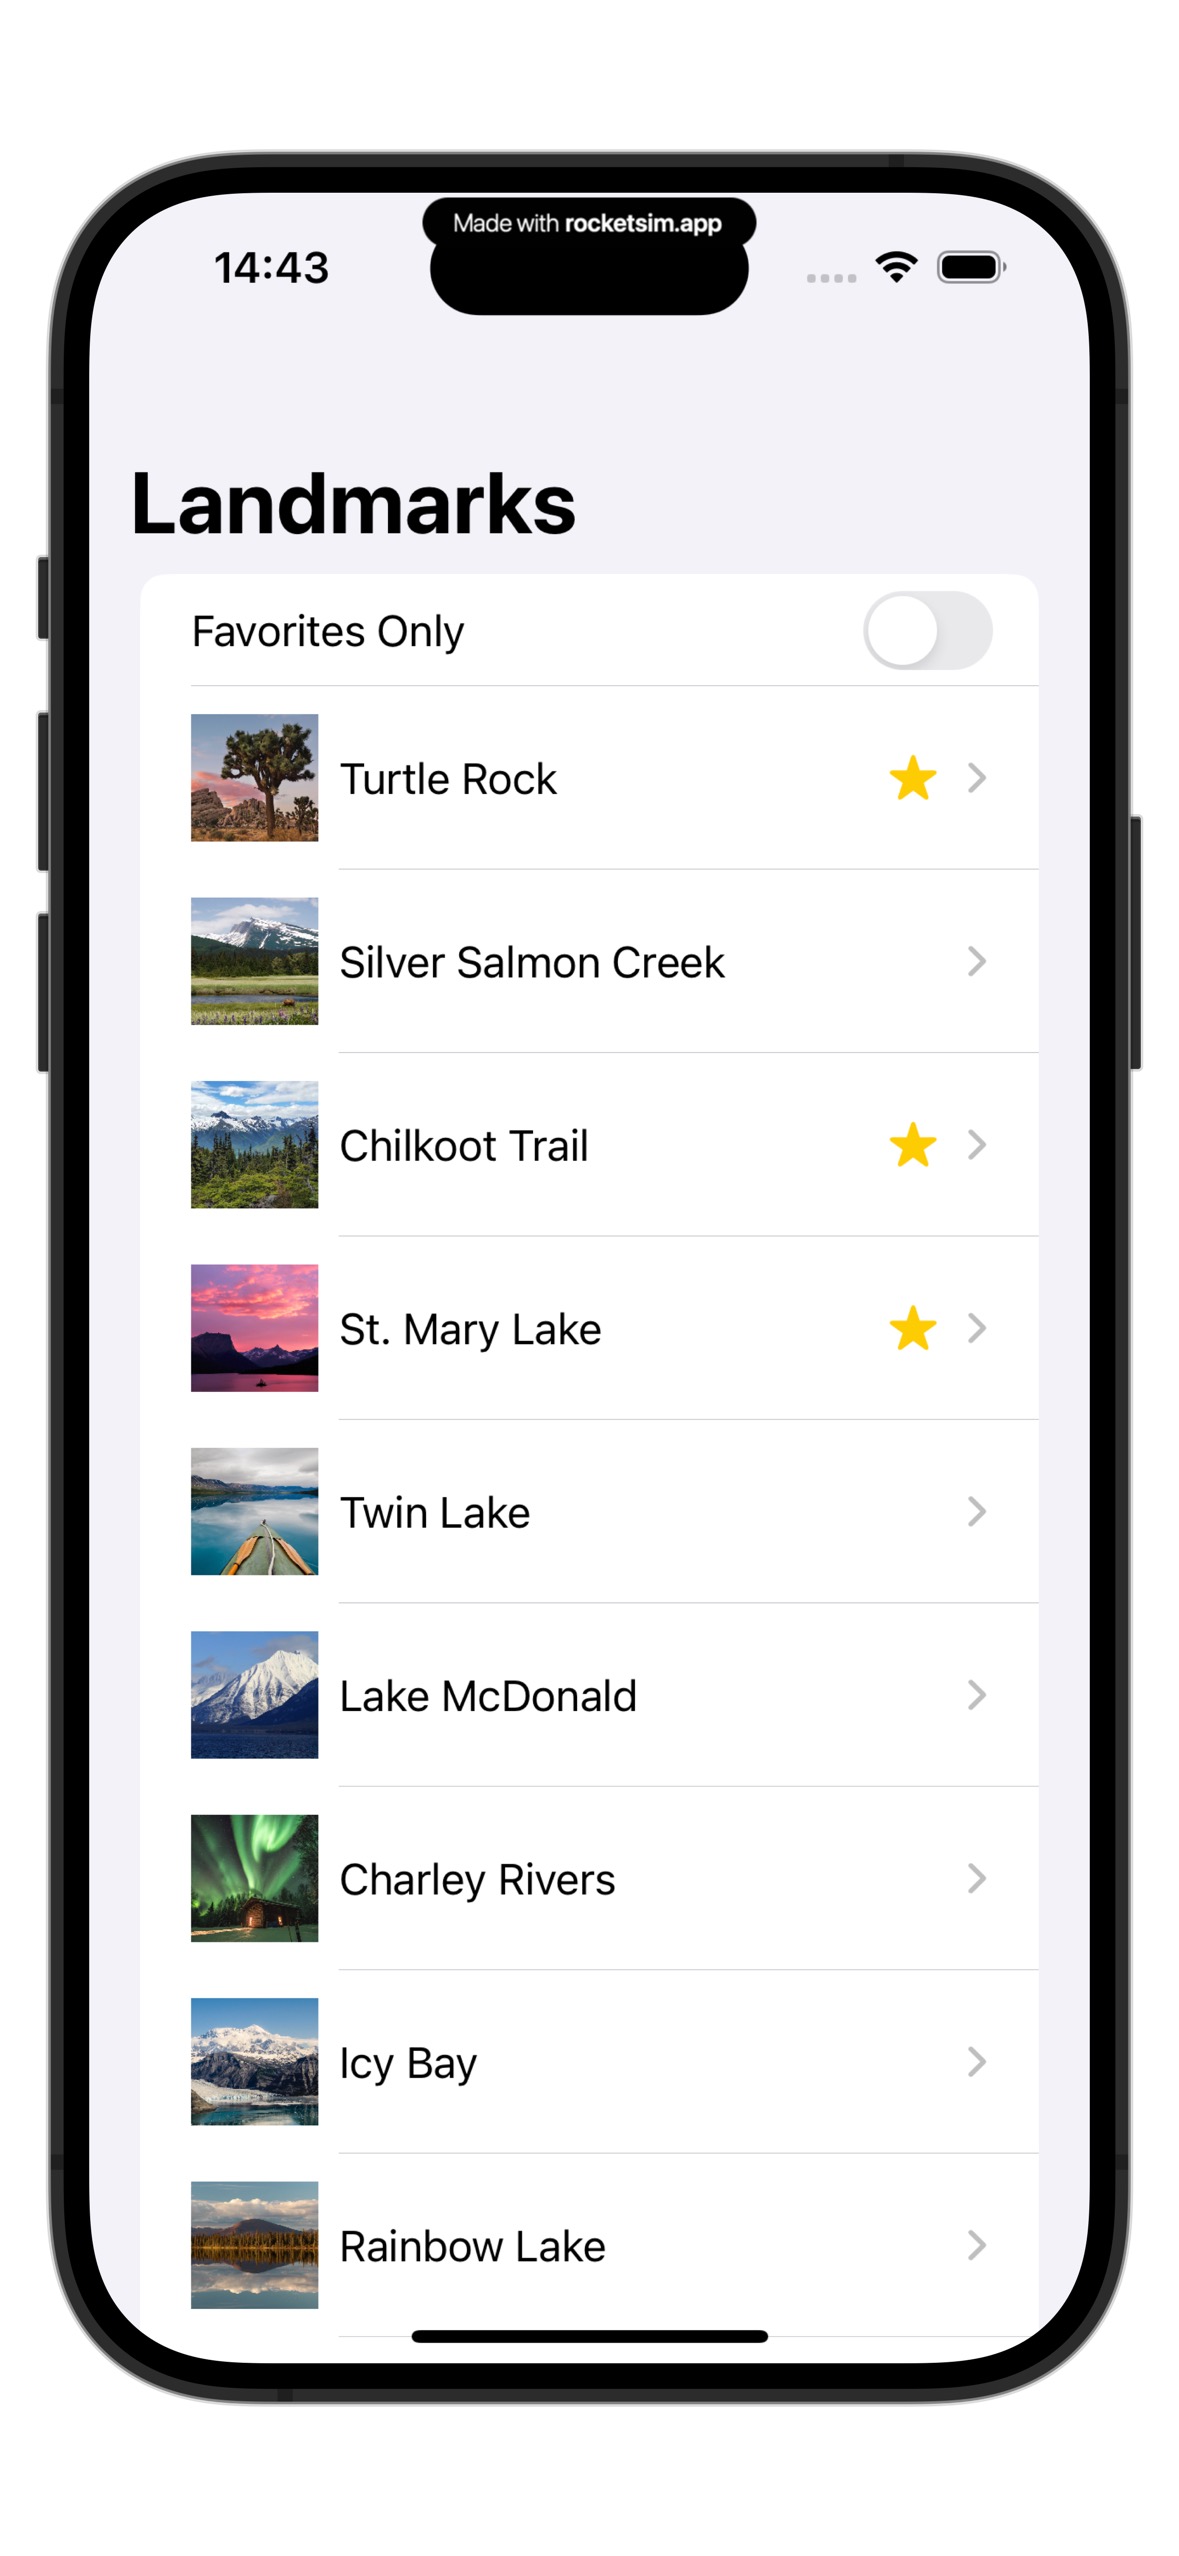 Made with rocketsim.app
14:43
Landmarks
Favorites Only
Turtle Rock
Silver Salmon Creek
Chilkoot Trail
St. Mary Lake
Twin Lake
Lake McDonald
Charley Rivers
Icy Bay
Rainbow Lake